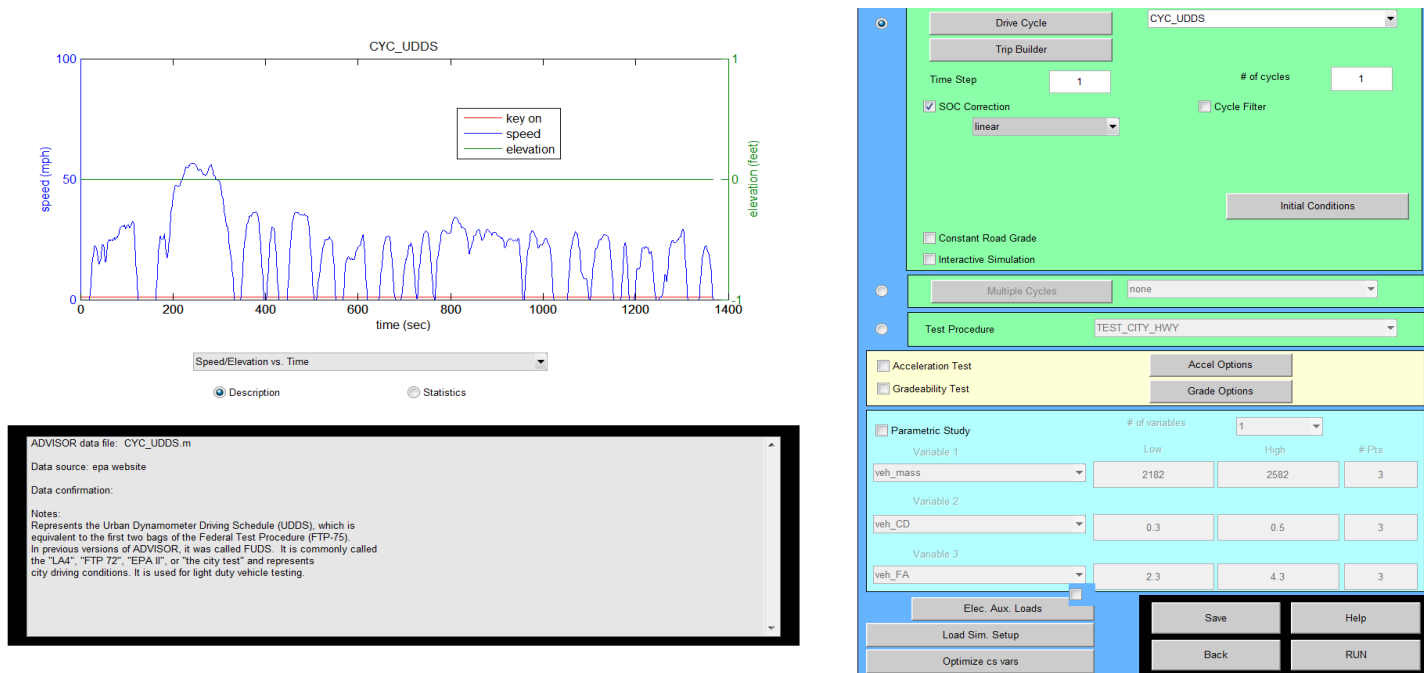 CYC_UDDS
100
1
key on
speed
elevation
speed (mph)
50
0
elevation (feet)
0
-1
0
200
400
600
800
1000
1200
1400
time (sec)
Speed/Elevation vs. Time
Description
Statistics
ADVISOR data file:  CYC_UDDS.m
Data source: epa website
Data confirmation:
Notes:
Represents the Urban Dynamometer Driving Schedule (UDDS), which is
equivalent to the first two bags of the Federal Test Procedure (FTP-75).
In previous versions of ADVISOR, it was called FUDS.  It is commonly called
the "LA4", "FTP 72", "EPA II", or "the city test" and represents
city driving conditions. It is used for light duty vehicle testing.
Drive Cycle
CYC_UDDS
Trip Builder
Time Step
1
# of cycles
1
SOC Correction
Cycle Filter
linear
Initial Conditions
Constant Road Grade
Interactive Simulation
Multiple Cycles
none
Test Procedure
TEST_CITY_HWY
Acceleration Test
Accel Options
Gradeability Test
Grade Options
Parametric Study
# of variables
1
Variable 1
Low
High
# Pts
veh_mass
2182
2582
3
Variable 2
veh_CD
0.3
0.5
3
Variable 3
veh_FA
2.3
4.3
3
Elec. Aux. Loads
Save
Help
Load Sim. Setup
Back
RUN
Optimize cs vars